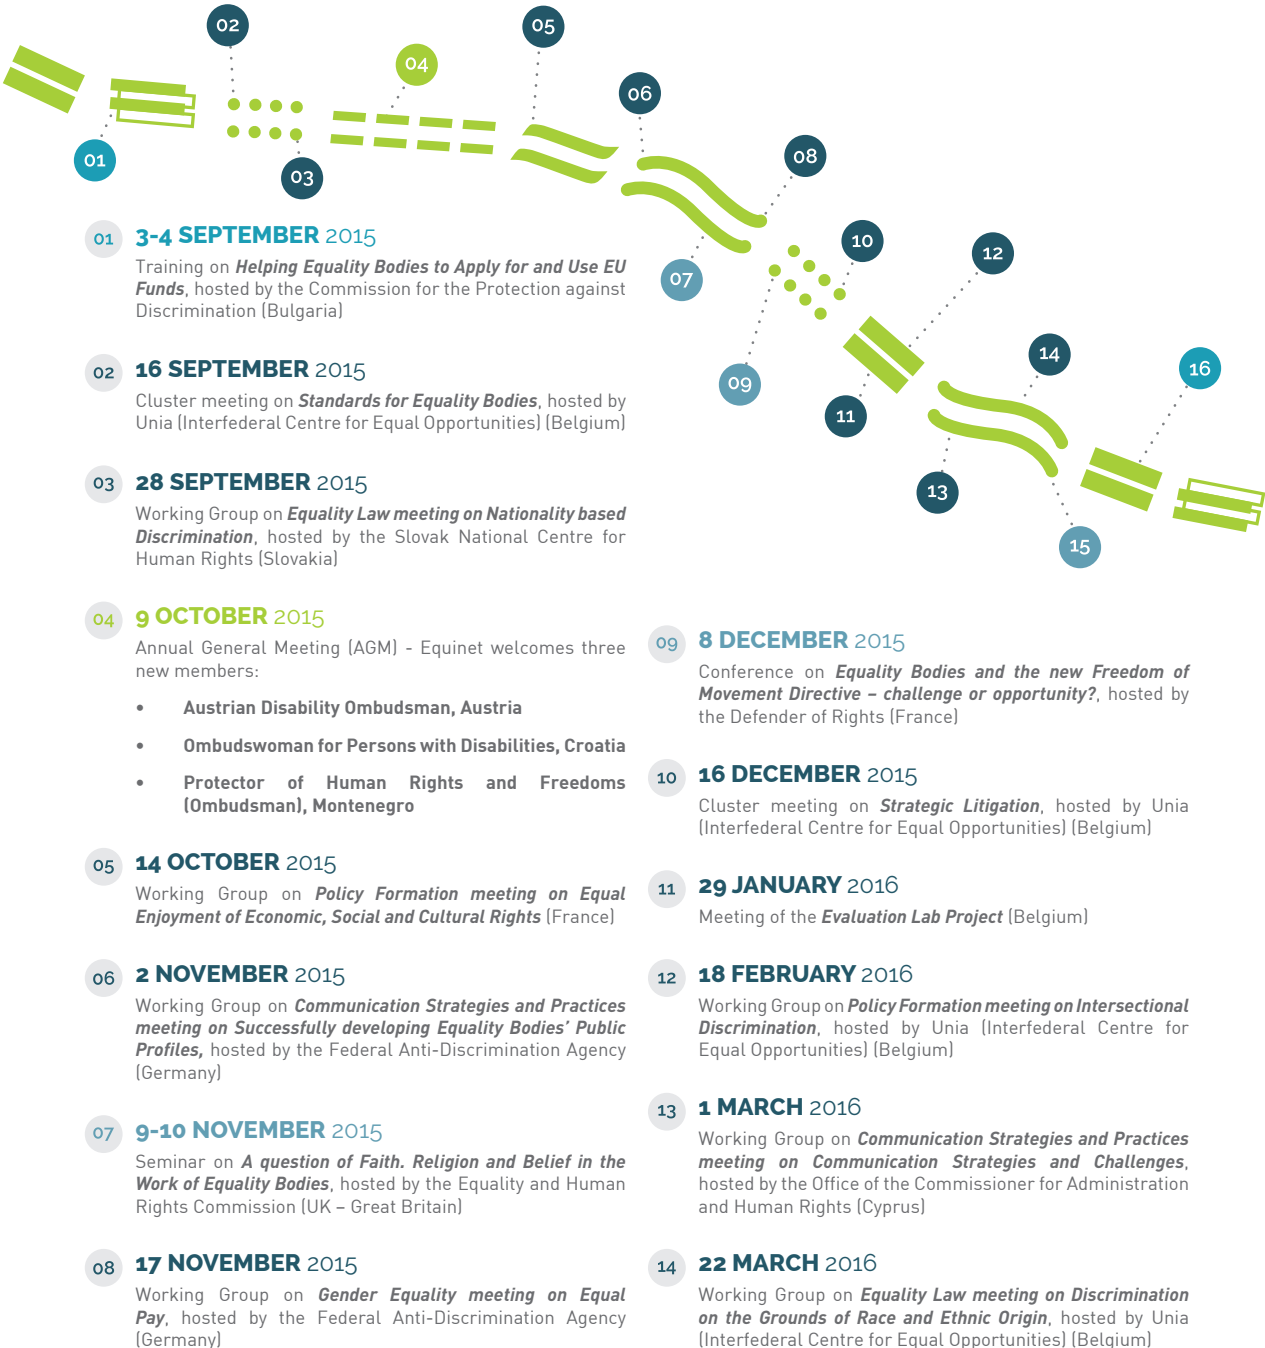 02
05
04
06
08
01
03
10
12
07
14
16
09
11
13
15
01 3-4 SEPTEMBER 2015
Training on Helping Equality Bodies to Apply for and Use EU
Funds, hosted by the Commission for the Protection against
Discrimination (Bulgaria)
02 16 SEPTEMBER 2015
Cluster meeting on Standards for Equality Bodies, hosted by
Unia (Interfederal Centre for Equal Opportunities) (Belgium)
03 28 SEPTEMBER 2015
Working Group on Equality Law meeting on Nationality based
Discrimination, hosted by the Slovak National Centre for
Human Rights (Slovakia)
04 9 OCTOBER 2015
Annual General Meeting (AGM) - Equinet welcomes three
new members:
• Austrian Disability Ombudsman, Austria
• Ombudswoman for Persons with Disabilities, Croatia
• Protector of Human Rights and Freedoms
(Ombudsman), Montenegro
05 14 OCTOBER 2015
Working Group on Policy Formation meeting on Equal
Enjoyment of Economic, Social and Cultural Rights (France)
06 2 NOVEMBER 2015
Working Group on Communication Strategies and Practices
meeting on Successfully developing Equality Bodies’ Public
Profiles, hosted by the Federal Anti-Discrimination Agency
(Germany)
07 9-10 NOVEMBER 2015
Seminar on A question of Faith. Religion and Belief in the
Work of Equality Bodies, hosted by the Equality and Human
Rights Commission (UK – Great Britain)
08 17 NOVEMBER 2015
Working Group on Gender Equality meeting on Equal
Pay, hosted by the Federal Anti-Discrimination Agency
(Germany)
09 8 DECEMBER 2015
Conference on Equality Bodies and the new Freedom of
Movement Directive – challenge or opportunity?, hosted by
the Defender of Rights (France)
10 16 DECEMBER 2015
Cluster meeting on Strategic Litigation, hosted by Unia
(Interfederal Centre for Equal Opportunities) (Belgium)
11 29 JANUARY 2016
Meeting of the Evaluation Lab Project (Belgium)
12 18 FEBRUARY 2016
Working Group on Policy Formation meeting on Intersectional
Discrimination, hosted by Unia (Interfederal Centre for
Equal Opportunities) (Belgium)
13 1 MARCH 2016
Working Group on Communication Strategies and Practices
meeting on Communication Strategies and Challenges,
hosted by the Office of the Commissioner for Administration
and Human Rights (Cyprus)
14 22 MARCH 2016
Working Group on Equality Law meeting on Discrimination
on the Grounds of Race and Ethnic Origin, hosted by Unia
(Interfederal Centre for Equal Opportunities) (Belgium)